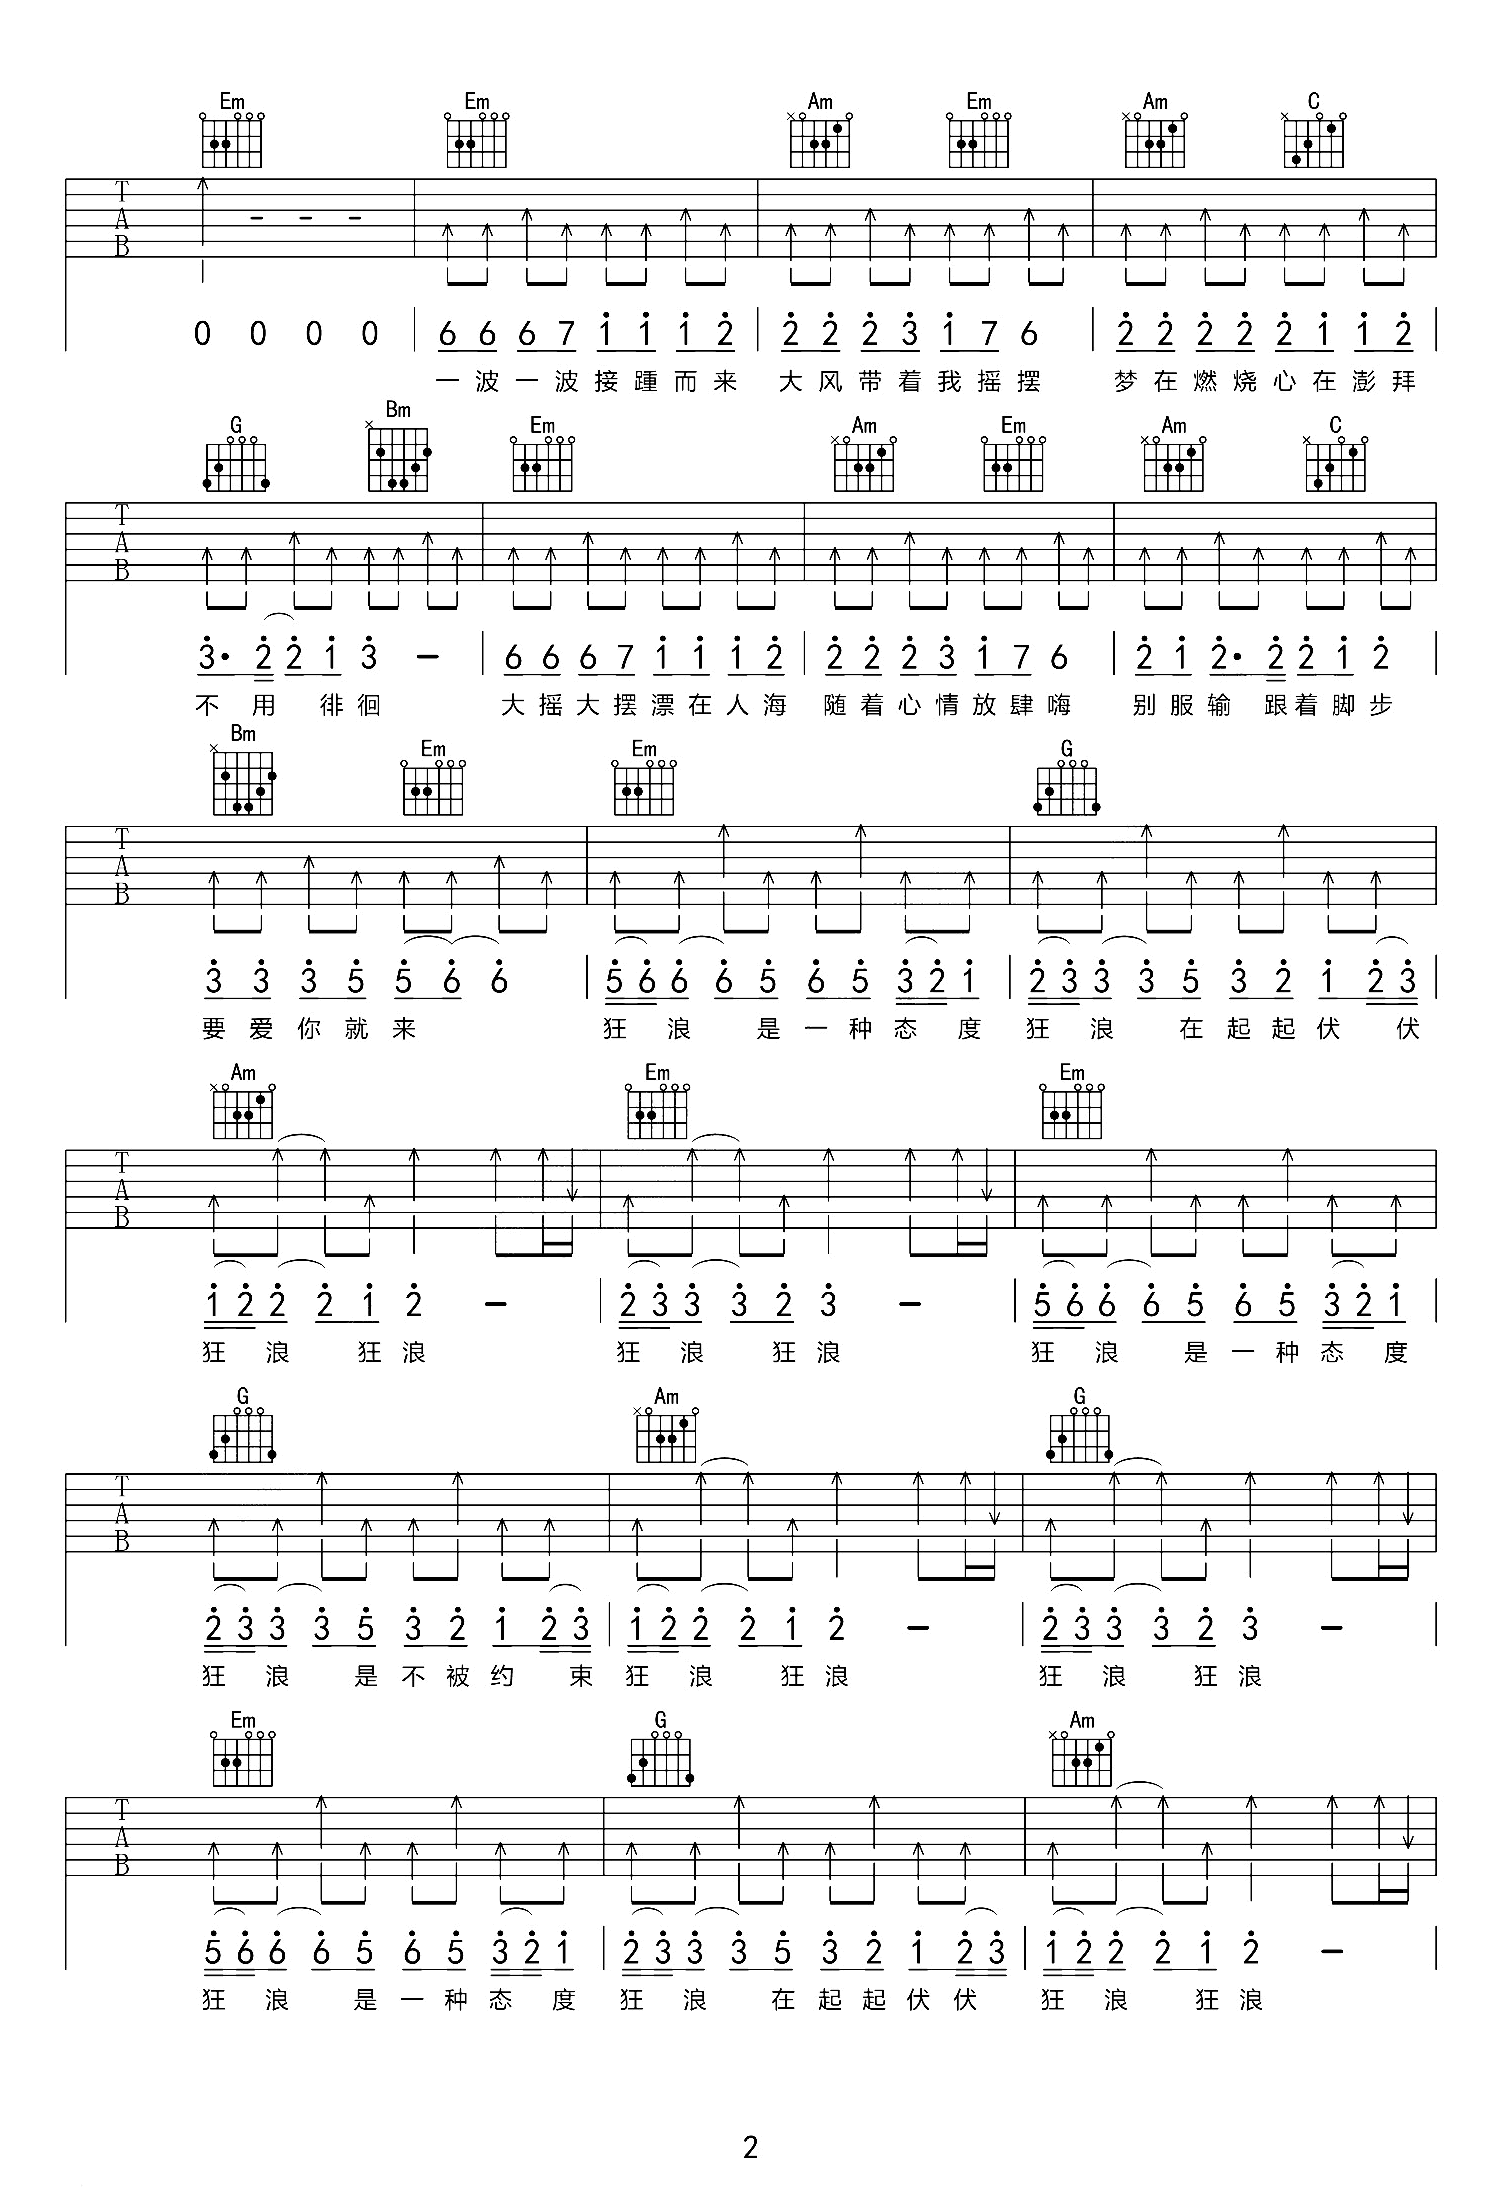 Em Em Am Em Am C
T
A
B
0 0 0 0 | 6 6 6 7 1 1 1 2 | 2 2 2 3 1 7 6 | 2 2 2 2 2 1 1 2 |
一波一波接踵而来 大风带着我摇摆 梦在燃烧心在澎拜
G Bm Em Am Em Am C
T
A
B
3· 2 2 1 3 - | 6 6 6 7 1 1 1 2 | 2 2 2 3 1 7 6 | 2 1 2· 2 2 1 2 |
不用徘徊 大摇大摆漂在人海 随着心情放肆嗨 别服输 跟着脚步
Bm Em Em G
T
A
B
3 3 3 5 5 6 6 | 5 6 6 6 5 6 5 3 2 1 | 2 3 3 3 5 3 2 1 2 3 |
要爱你就来 狂浪是一种态度 狂浪在起起伏伏
Am Em Em
T
A
B
1 2 2 2 1 2 - | 2 3 3 3 2 3 - | 5 6 6 6 5 6 5 3 2 1 |
狂浪狂浪 狂浪狂浪 狂浪是一种态度
G Am G
T
A
B
2 3 3 3 5 3 2 1 2 3 | 1 2 2 2 1 2 - | 2 3 3 3 2 3 - |
狂浪是不被约束 狂浪狂浪 狂浪狂浪
Em G Am
T
A
B
5 6 6 6 5 6 5 3 2 1 | 2 3 3 3 5 3 2 1 2 3 | 1 2 2 2 1 2 - |
狂浪是一种态度 狂浪在起起伏伏 狂浪狂浪
2